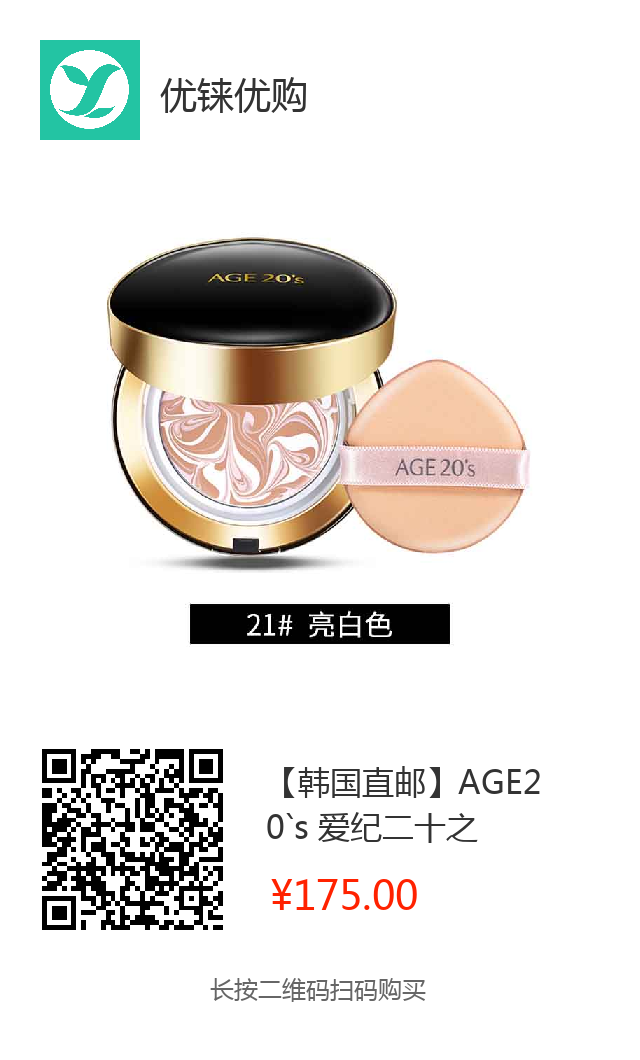 优铼优购
AGE 20's
AGE 20's
21# 亮白色
【韩国直邮】AGE2
0`s 爱纪二十之
¥175.00
长按二维码扫码购买